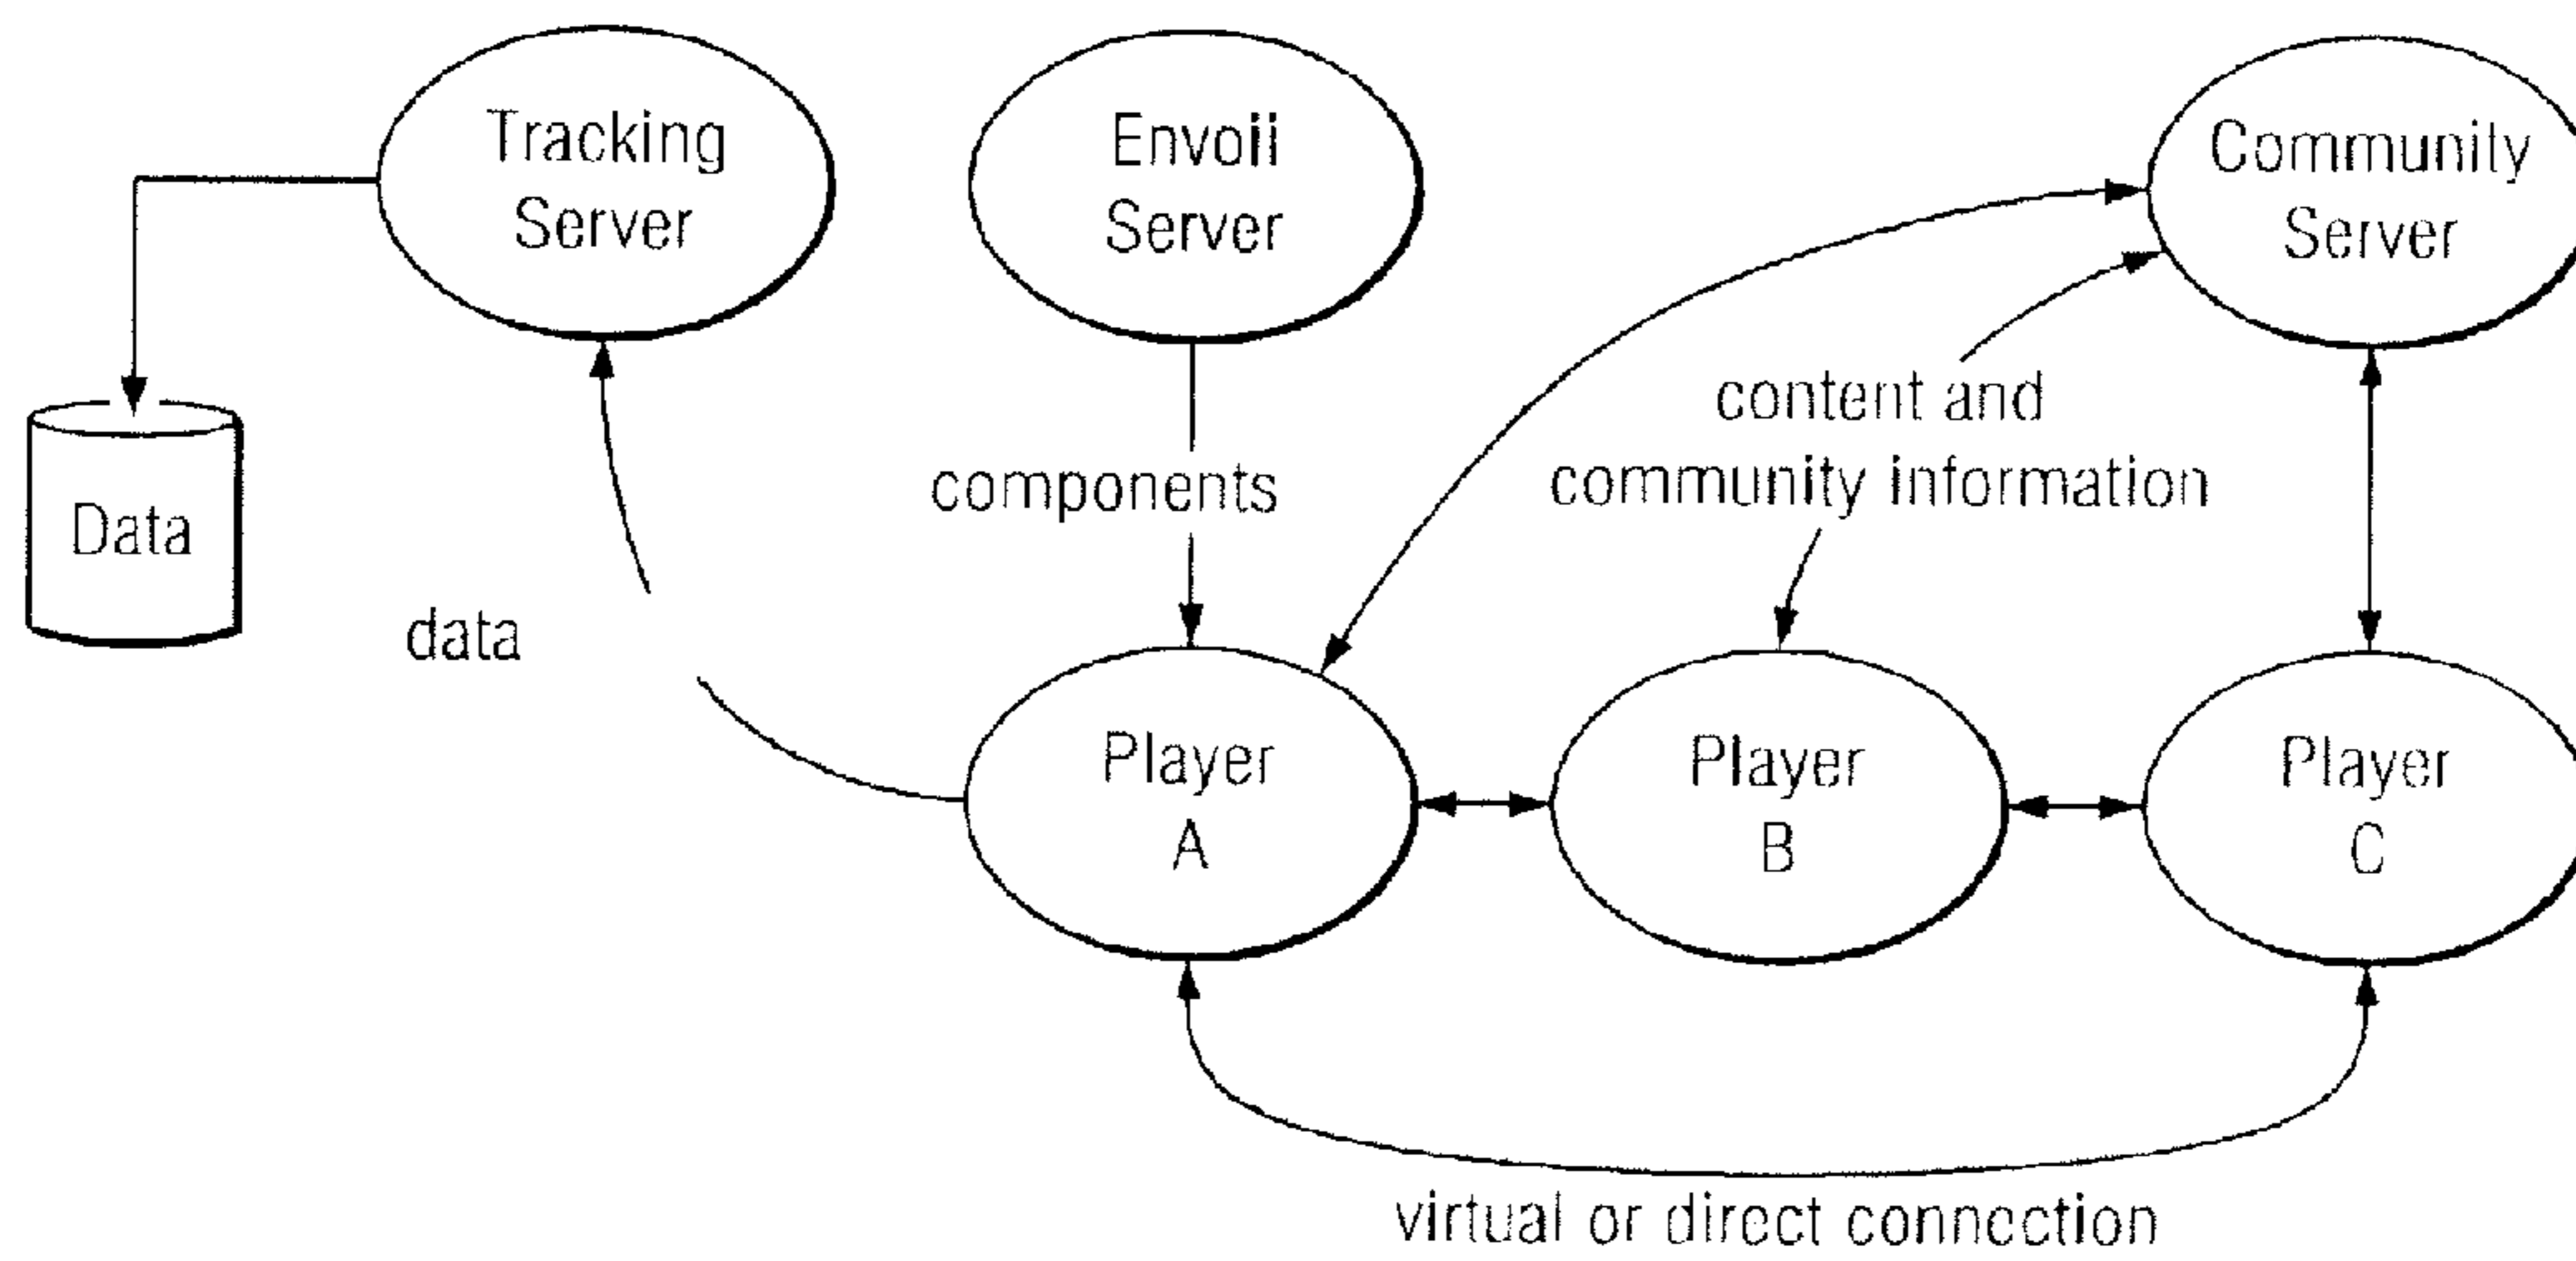 Tracking
Server
Envoii
Server
Community
Server
content and
community information
components
Data
data
Player
A
Player
B
Player
C
virtual or direct connection